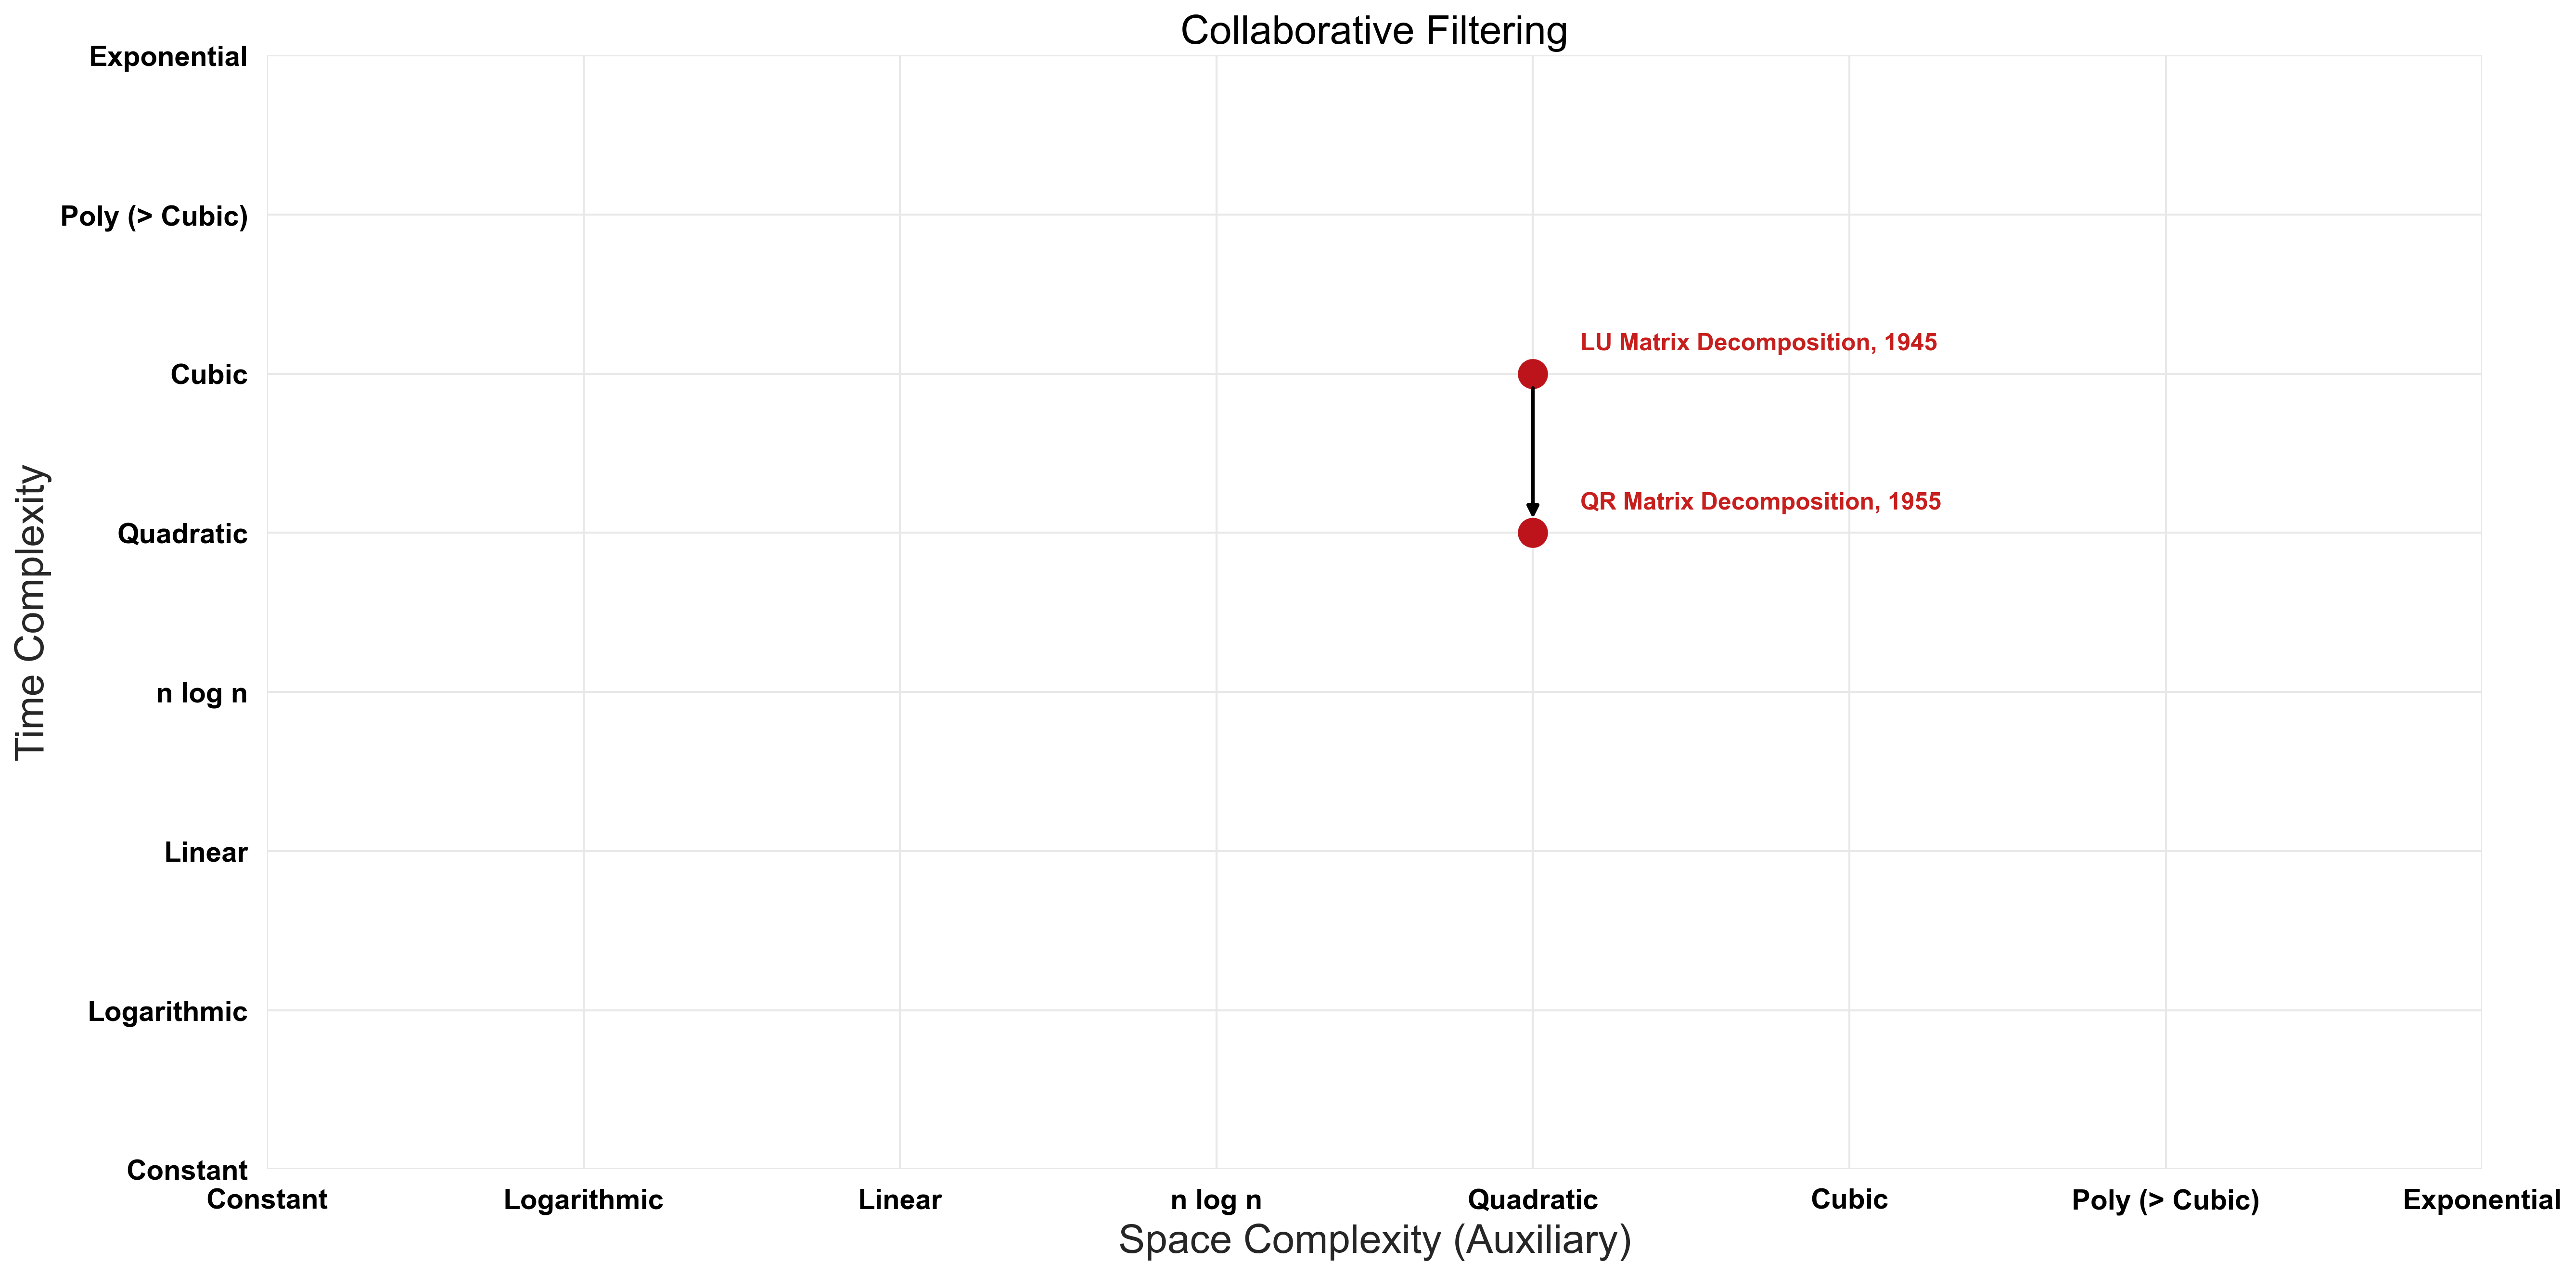 Collaborative Filtering
Exponential
Poly (> Cubic)
Cubic
Quadratic
n log n
Linear
Logarithmic
Constant
Time Complexity
LU Matrix Decomposition, 1945
QR Matrix Decomposition, 1955
Constant
Logarithmic
Linear
n log n
Quadratic
Cubic
Poly (> Cubic)
Exponential
Space Complexity (Auxiliary)